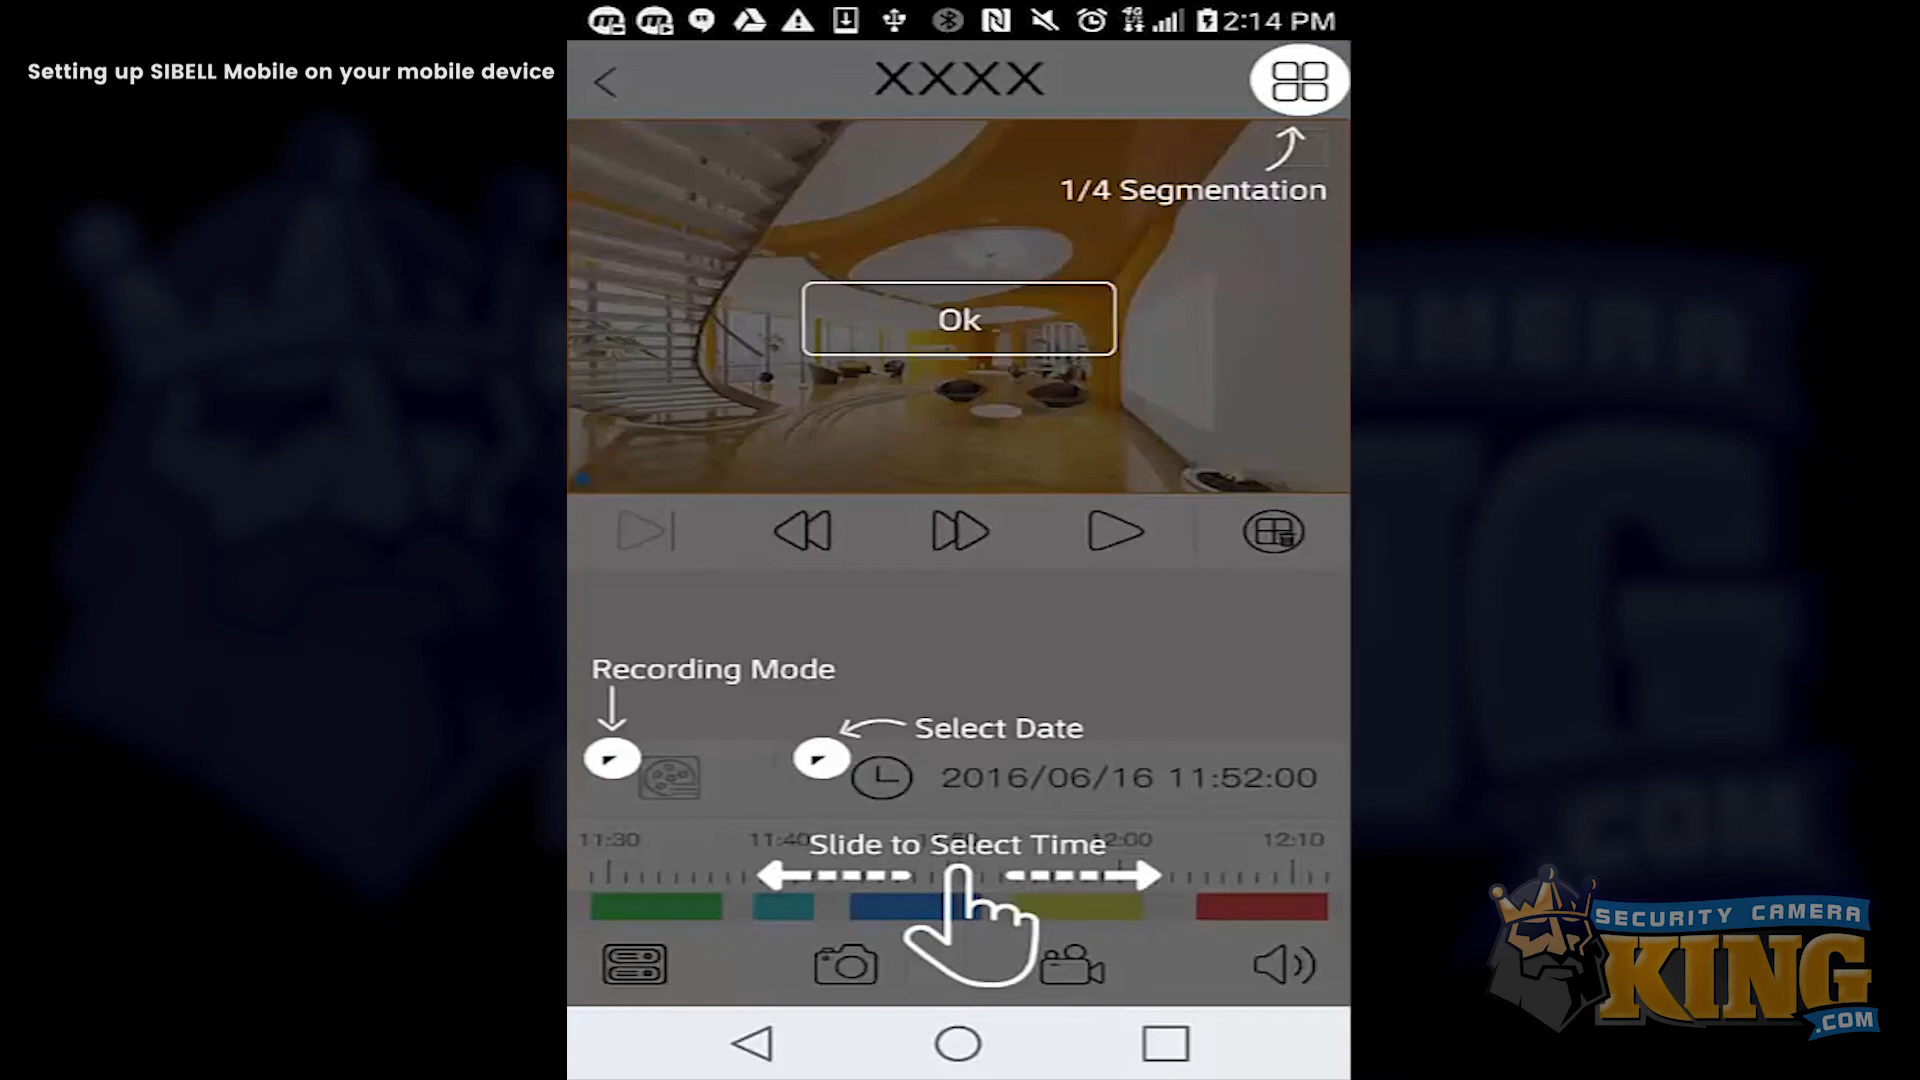 2:14 PM
Setting up SIBELL Mobile on your mobile device
XXXX
1/4 Segmentation
Ok
Recording Mode
Select Date
2016/06/16 11:52:00
11:30 11:40 12:00 12:10
Slide to Select Time
SECURITY CAMERA
KING
.COM